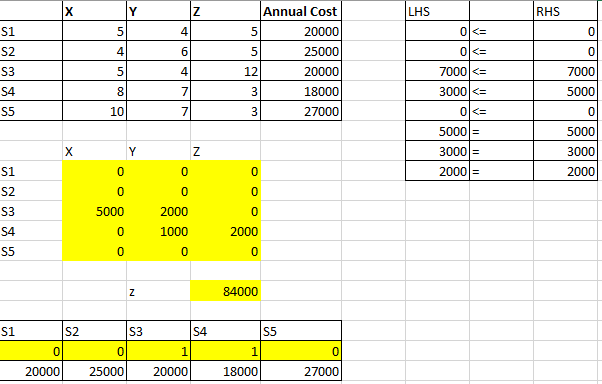 X Y Z Annual Cost LHS RHS
S1 5 4 5 20000 0 <= 0
S2 4 6 5 25000 0 <= 0
S3 5 4 12 20000 7000 <= 7000
S4 8 7 3 18000 3000 <= 5000
S5 10 7 3 27000 0 <= 0
5000 = 5000
X Y Z 3000 = 3000
S1 0 0 0 2000 = 2000
S2 0 0 0
S3 5000 2000 0
S4 0 1000 2000
S5 0 0 0
z 84000
S1 S2 S3 S4 S5
0 0 1 1 0
20000 25000 20000 18000 27000